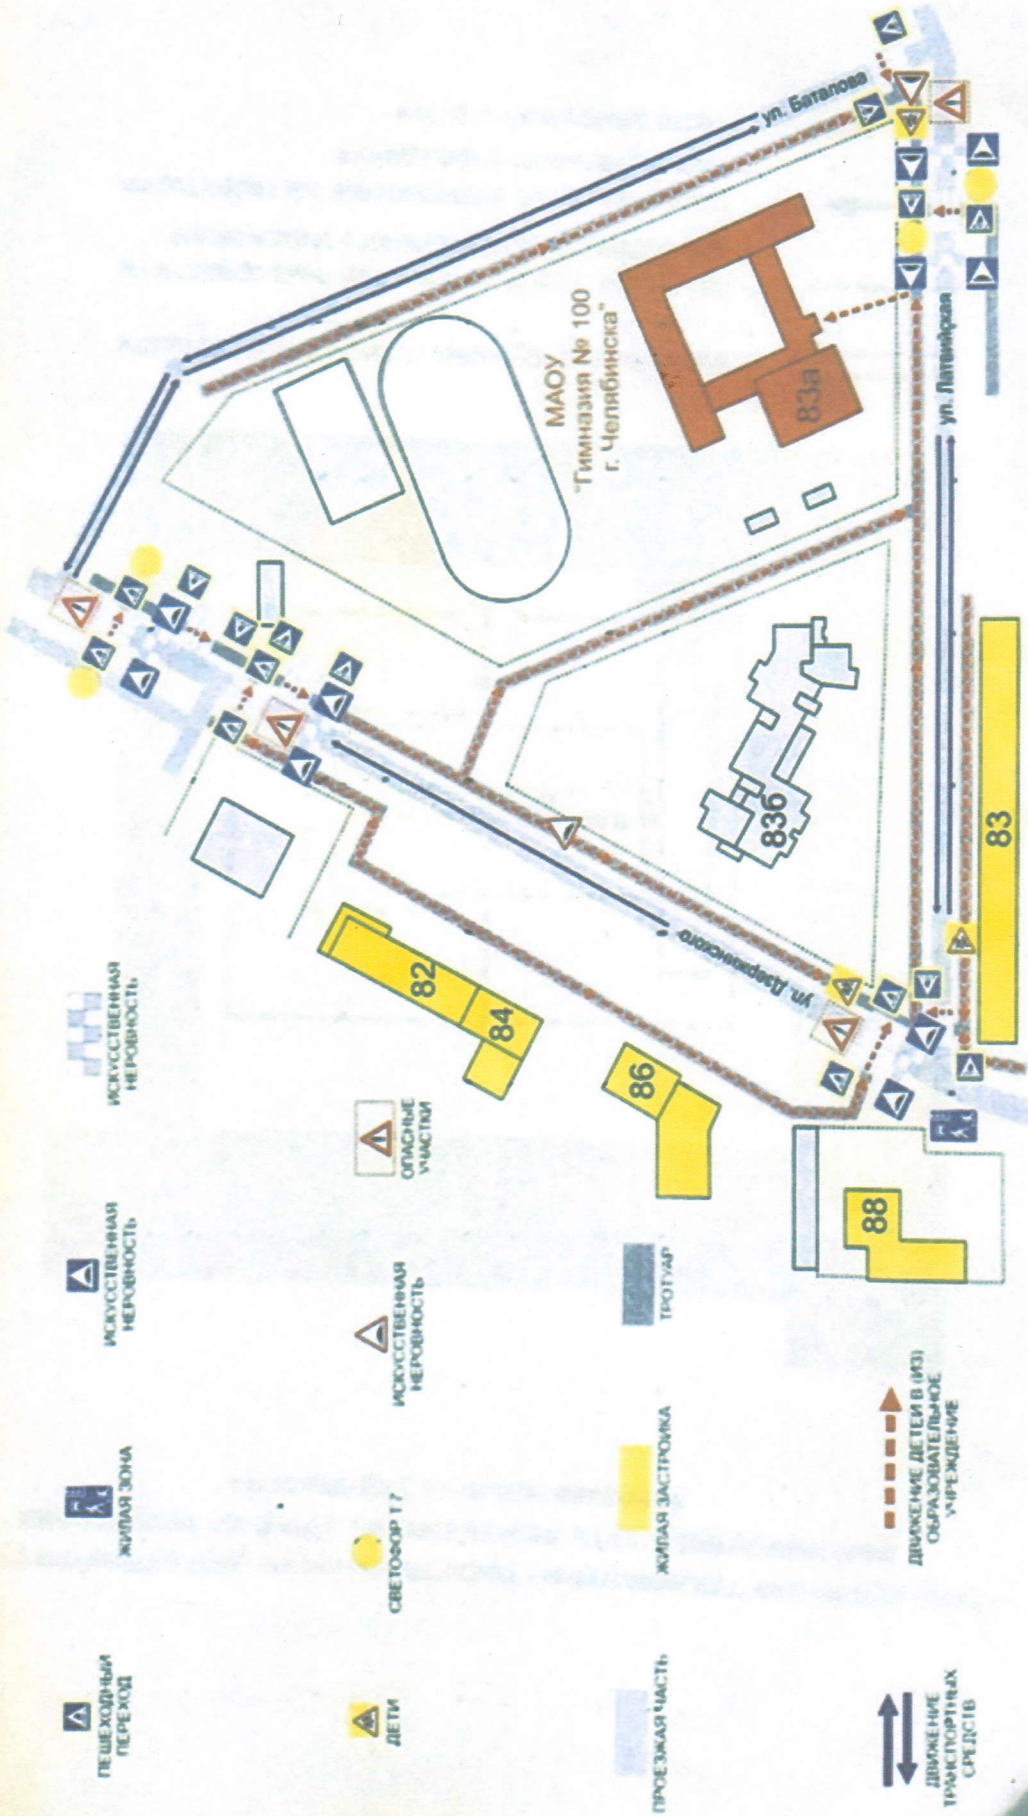 ул. Баталова
МАОУ
"Гимназия № 100
г. Челябинска"
83а
ул. Латвийская
83б
83
ул. Дзержинского
82
84
86
88
ПЕШЕХОДНЫЙ
ПЕРЕХОД
ЖИЛАЯ ЗОНА
ИСКУССТВЕННАЯ
НЕРОВНОСТЬ
ИСКУССТВЕННАЯ
НЕРОВНОСТЬ
ДЕТИ
СВЕТОФОР Т 7
ИСКУССТВЕННАЯ
НЕРОВНОСТЬ
ОПАСНЫЕ
УЧАСТКИ
ПРОЕЗЖАЯ ЧАСТЬ
ЖИЛАЯ ЗАСТРОЙКА
ТРОТУАР
ДВИЖЕНИЕ
ТРАНСПОРТНЫХ
СРЕДСТВ
ДВИЖЕНИЕ ДЕТЕЙ В (ИЗ)
ОБРАЗОВАТЕЛЬНОЕ
УЧРЕЖДЕНИЕ